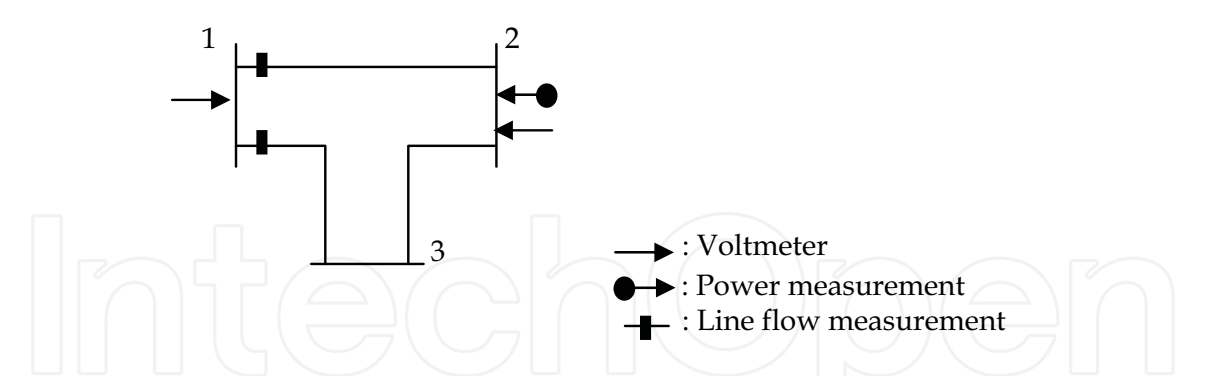 1
2
3
: Voltmeter
: Power measurement
: Line flow measurement
IntechOpen